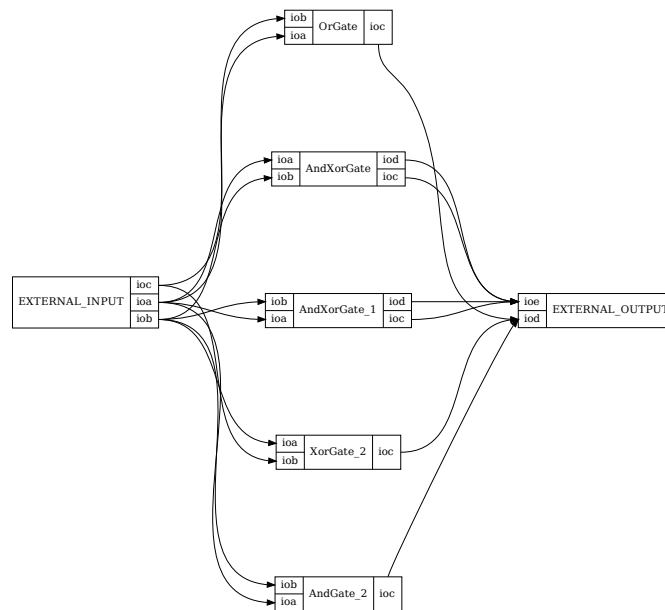 iob
ioa
OrGate
ioc
ioa
iob
AndXorGate
iod
ioc
EXTERNAL_INPUT
ioc
ioa
iob
iob
ioa
AndXorGate_1
iod
ioc
ioe
iod
EXTERNAL_OUTPUT
ioa
iob
XorGate_2
ioc
iob
ioa
AndGate_2
ioc